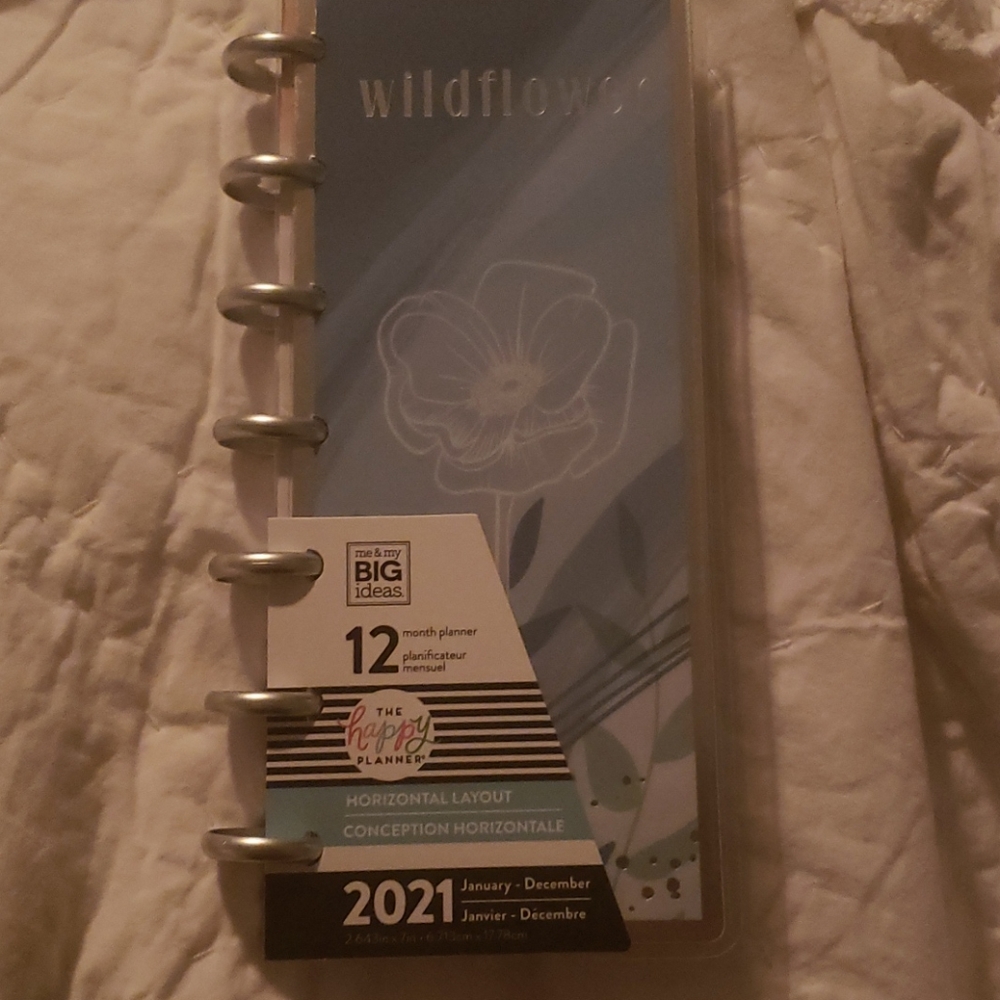 wildflower
me & my
BIG
ideas.
12 month planner
planificateur
mensuel
THE
happy
PLANNER®
HORIZONTAL LAYOUT
CONCEPTION HORIZONTALE
2021 January - December
Janvier - Décembre